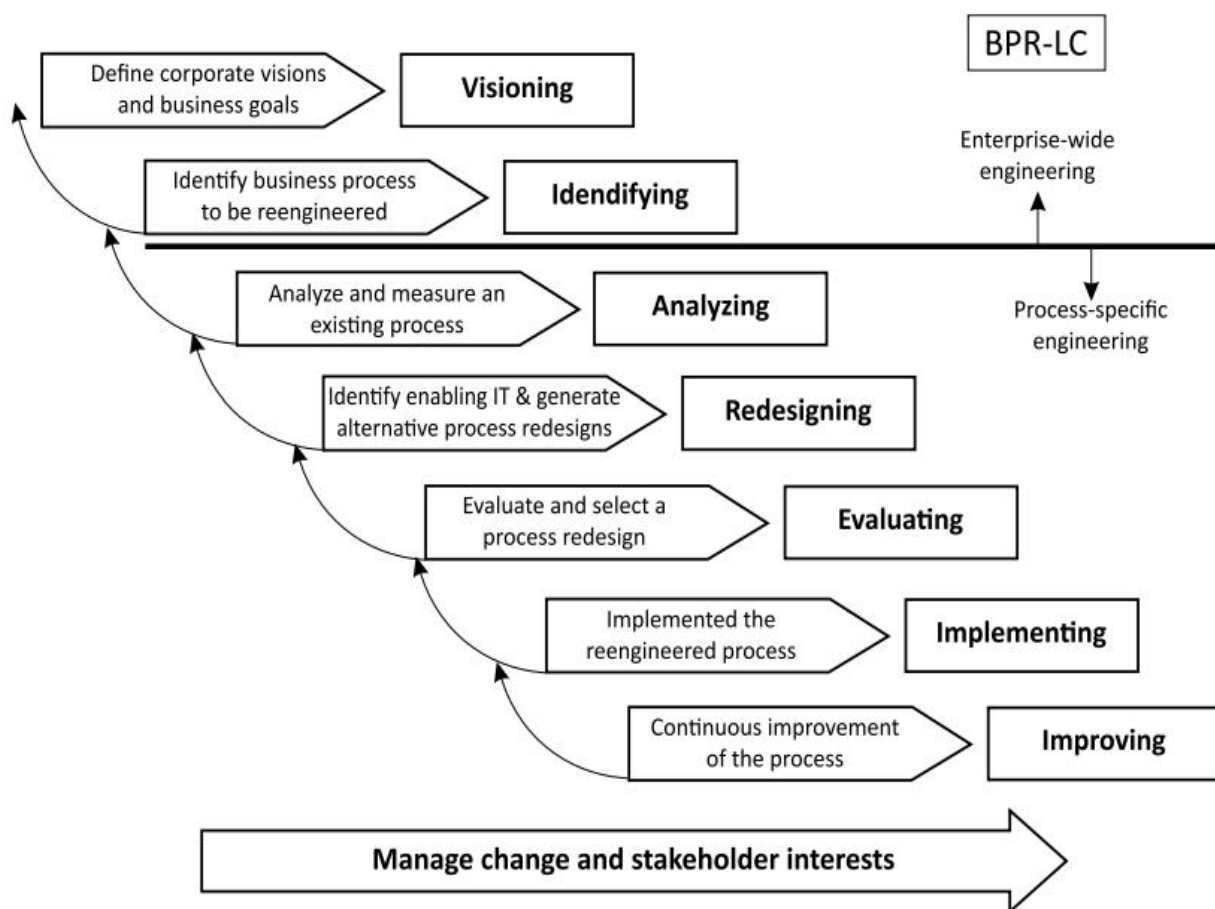 BPR-LC
Define corporate visions
and business goals
Visioning
Enterprise-wide
engineering
Identify business process
to be reengineered
Idendifying
Analyze and measure an
existing process
Analyzing
Process-specific
engineering
Identify enabling IT & generate
alternative process redesigns
Redesigning
Evaluate and select a
process redesign
Evaluating
Implemented the
reengineered process
Implementing
Continuous improvement
of the process
Improving
Manage change and stakeholder interests